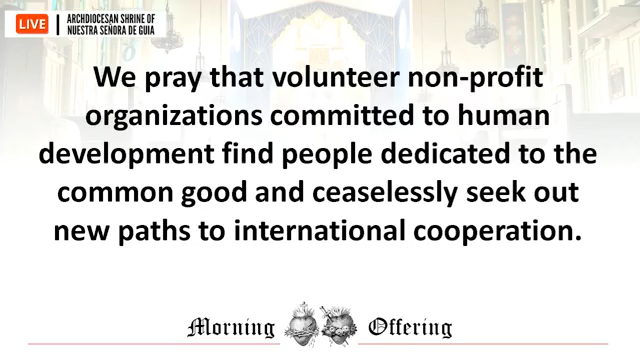 LIVE
ARCHDIOCESAN SHRINE OF
NUESTRA SEÑORA DE GUIA
We pray that volunteer non-profit
organizations committed to human
development find people dedicated to the
common good and ceaselessly seek out
new paths to international cooperation.
Morning Offering